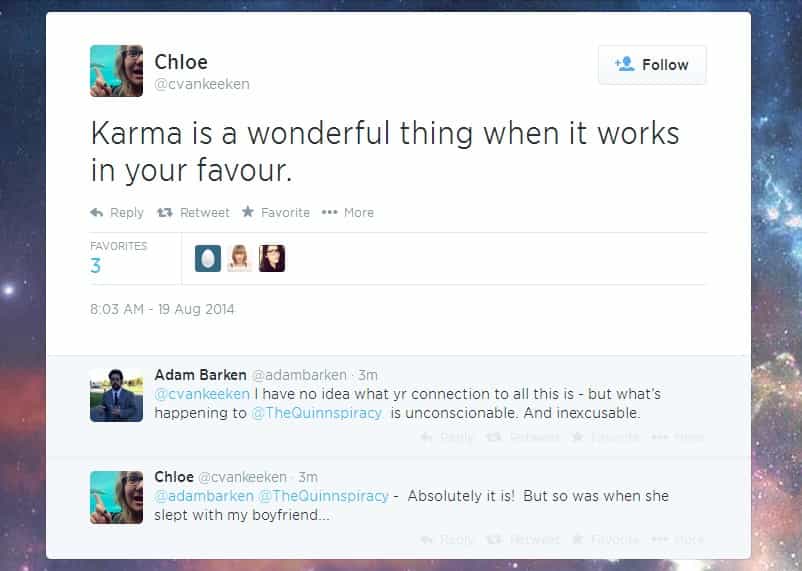 Chloe
@cvankeeken
Follow
Karma is a wonderful thing when it works
in your favour.
Reply Retweet Favorite More
FAVORITES
3
8:03 AM - 19 Aug 2014
Adam Barken @adambarken · 3m
@cvankeeken I have no idea what yr connection to all this is - but what's
happening to @TheQuinnspiracy is unconscionable. And inexcusable.
Reply Retweet Favorite More
Chloe @cvankeeken · 3m
@adambarken @TheQuinnspiracy - Absolutely it is! But so was when she
slept with my boyfriend...
Reply Retweet Favorite More